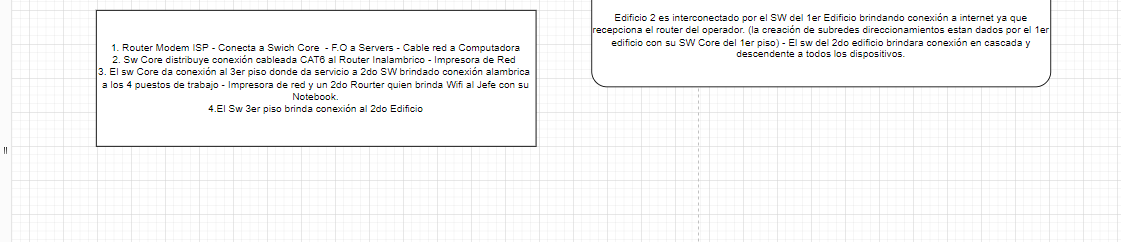 1. Router Modem ISP - Conecta a Swich Core - F.O a Servers - Cable red a Computadora
2. Sw Core distribuye conexión cableada CAT6 al Router Inalambrico - Impresora de Red
3. El sw Core da conexión al 3er piso donde da servicio a 2do SW brindado conexión alambrica
a los 4 puestos de trabajo - Impresora de red y un 2do Rourter quien brinda Wifi al Jefe con su
Notebook.
4.El Sw 3er piso brinda conexión al 2do Edificio
Edificio 2 es interconectado por el SW del 1er Edificio brindando conexión a internet ya que
recepciona el router del operador. (la creación de subredes direccionamientos estan dados por el 1er
edificio con su SW Core del 1er piso) - El sw del 2do edificio brindara conexión en cascada y
descendente a todos los dispositivos.